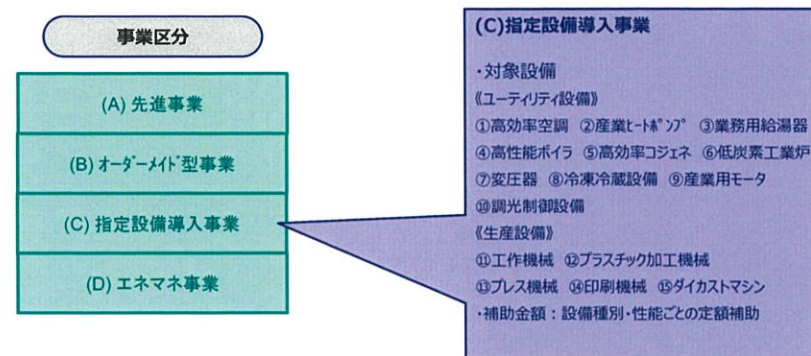 事業区分
(A) 先進事業
(B) オーダーメイド型事業
(C) 指定設備導入事業
(D) エネマネ事業
(C)指定設備導入事業
・対象設備
《ユーティリティ設備》
①高効率空調 ②産業ヒートポンプ ③業務用給湯器
④高性能ボイラ ⑤高効率コジェネ ⑥低炭素工業炉
⑦変圧器 ⑧冷凍冷蔵設備 ⑨産業用モータ
⑩調光制御設備
《生産設備》
⑪工作機械 ⑫プラスチック加工機械
⑬プレス機械 ⑭印刷機械 ⑮ダイカストマシン
・補助金額：設備種別・性能ごとの定額補助